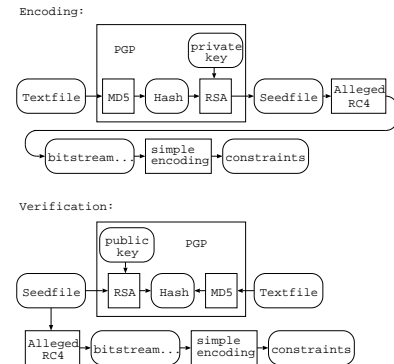 Encoding:
PGP
private
key
Textfile
MD5
Hash
RSA
Seedfile
Alleged
RC4
bitstream...
simple
encoding
constraints
Verification:
public
key
PGP
Seedfile
RSA
Hash
MD5
Textfile
Alleged
RC4
bitstream...
simple
encoding
constraints